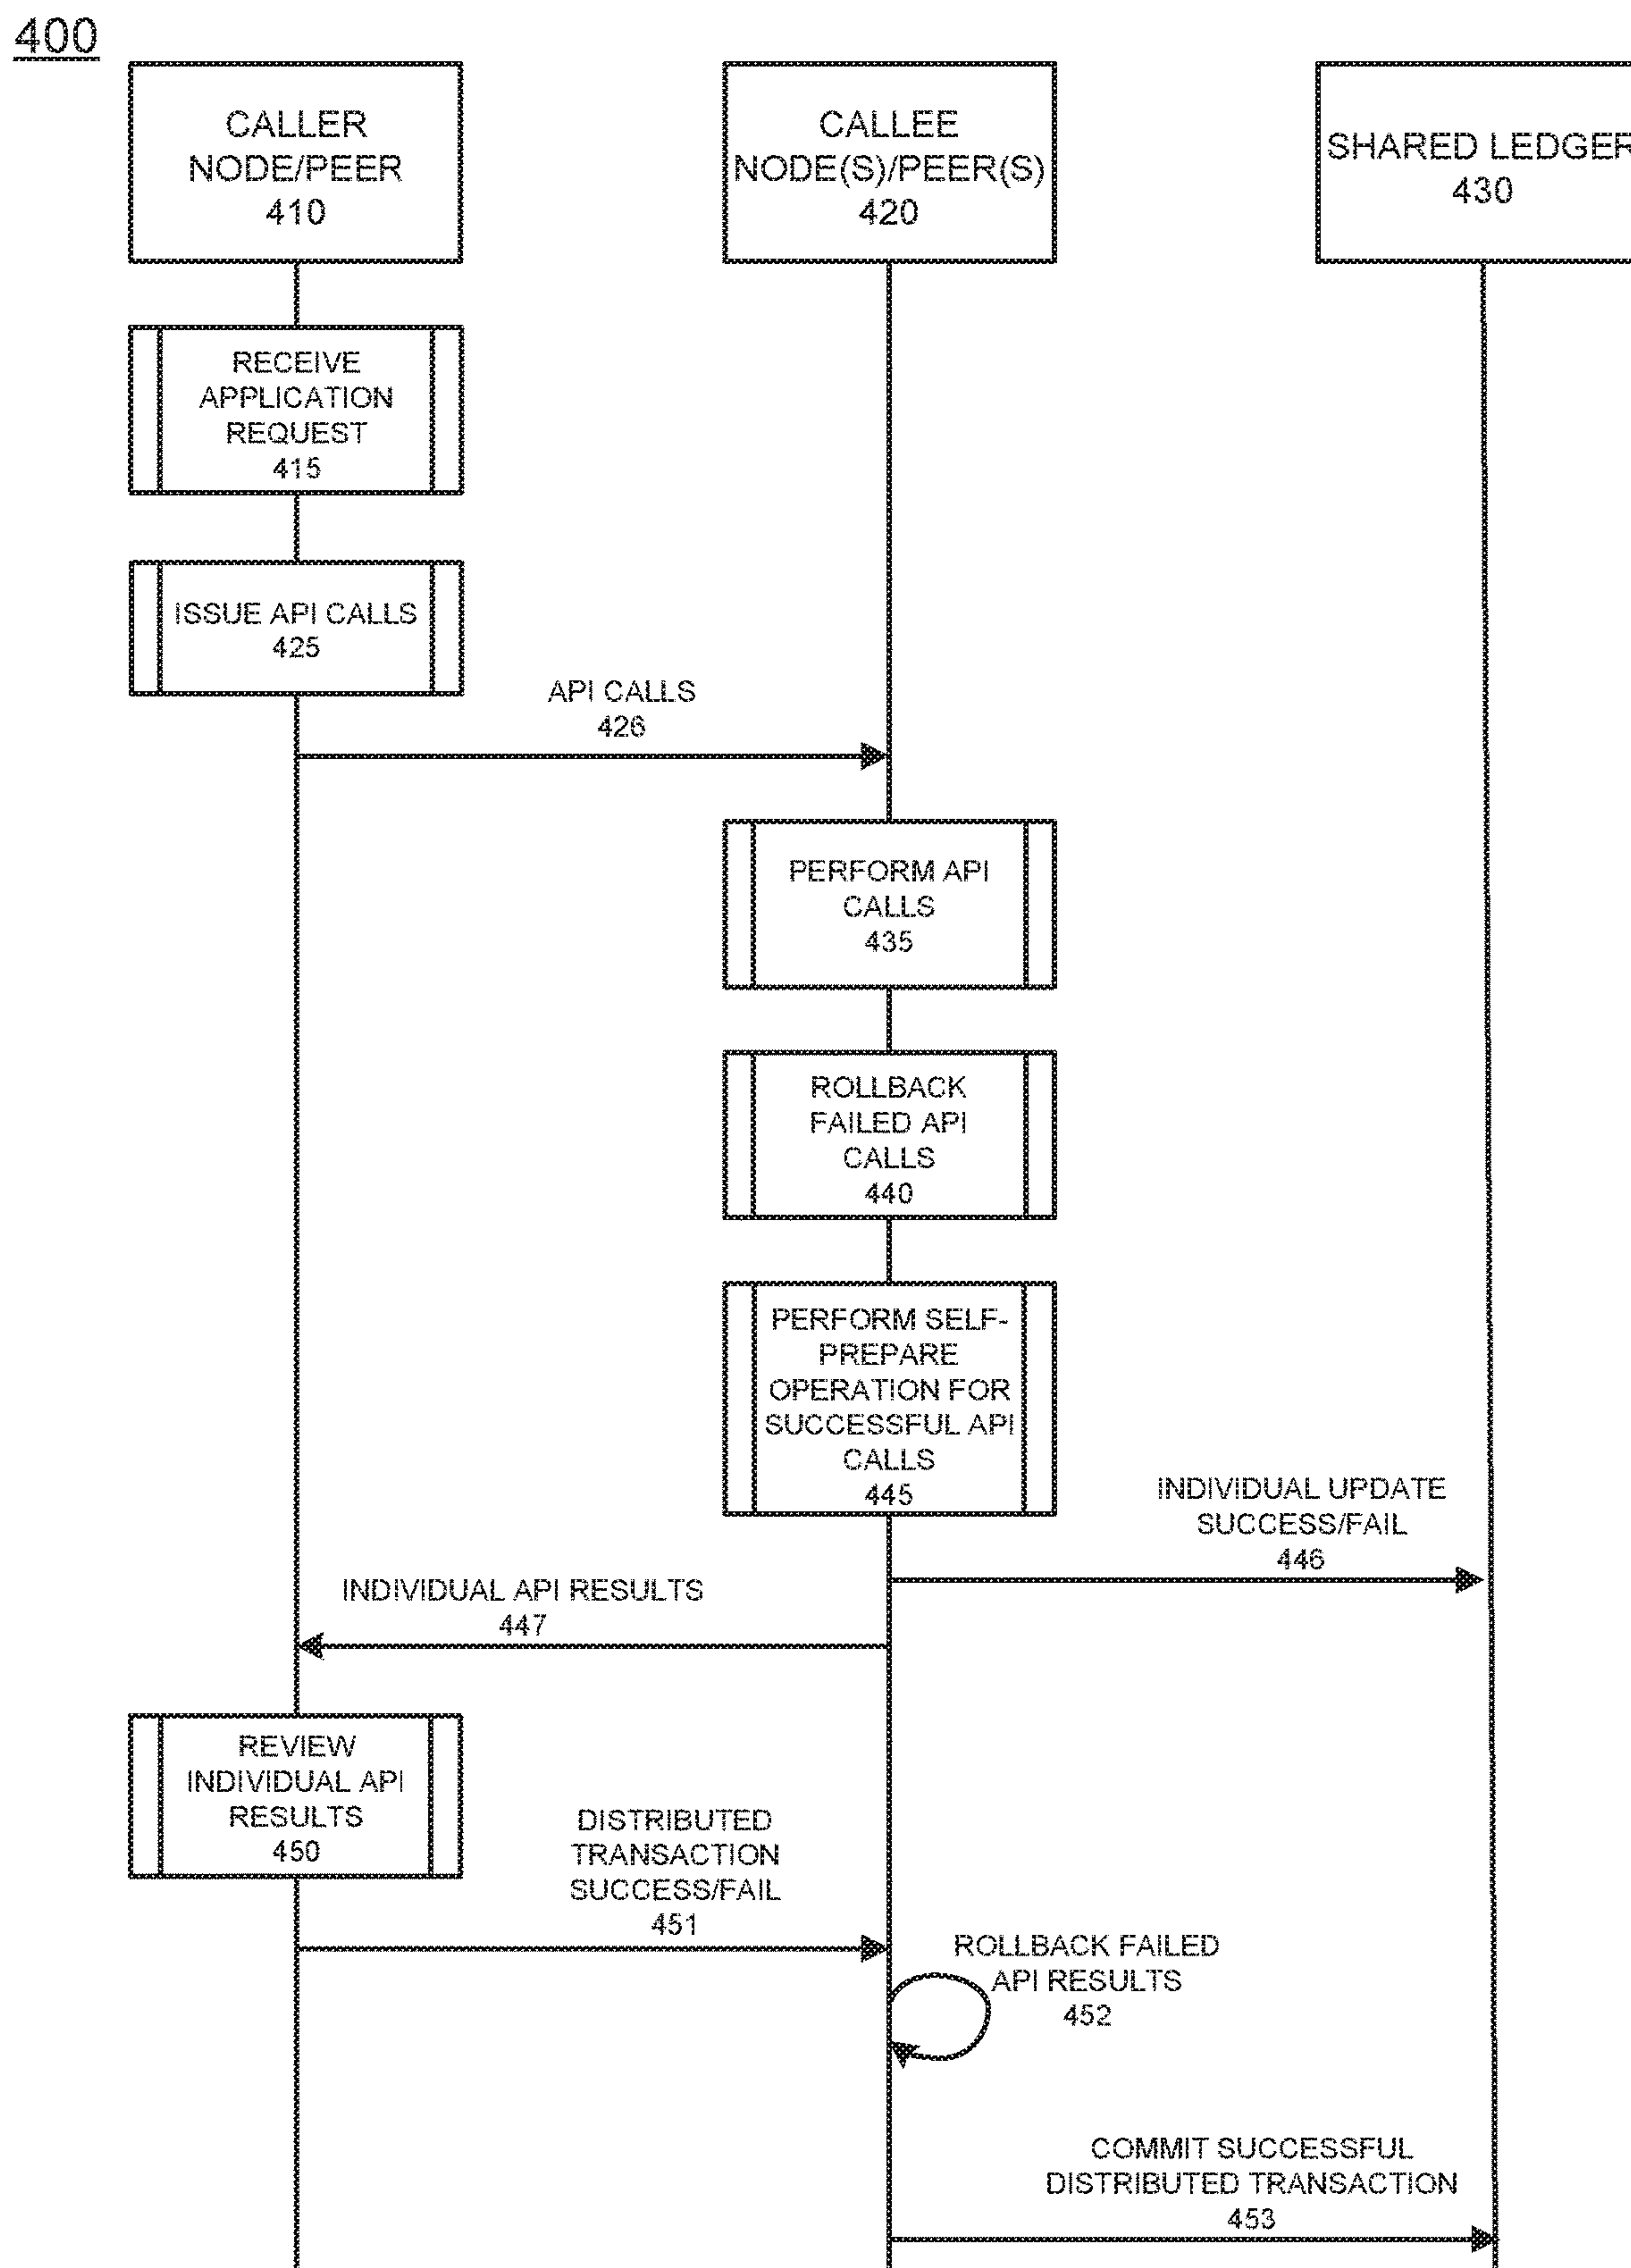 400
CALLER
NODE/PEER
410
CALLEE
NODE(S)/PEER(S)
420
SHARED LEDGER
430
RECEIVE
APPLICATION
REQUEST
415
ISSUE API CALLS
425
API CALLS
426
PERFORM API
CALLS
435
ROLLBACK
FAILED API
CALLS
440
PERFORM SELF-
PREPARE
OPERATION FOR
SUCCESSFUL API
CALLS
445
INDIVIDUAL UPDATE
SUCCESS/FAIL
446
INDIVIDUAL API RESULTS
447
REVIEW
INDIVIDUAL API
RESULTS
450
DISTRIBUTED
TRANSACTION
SUCCESS/FAIL
451
ROLLBACK FAILED
API RESULTS
452
COMMIT SUCCESSFUL
DISTRIBUTED TRANSACTION
453